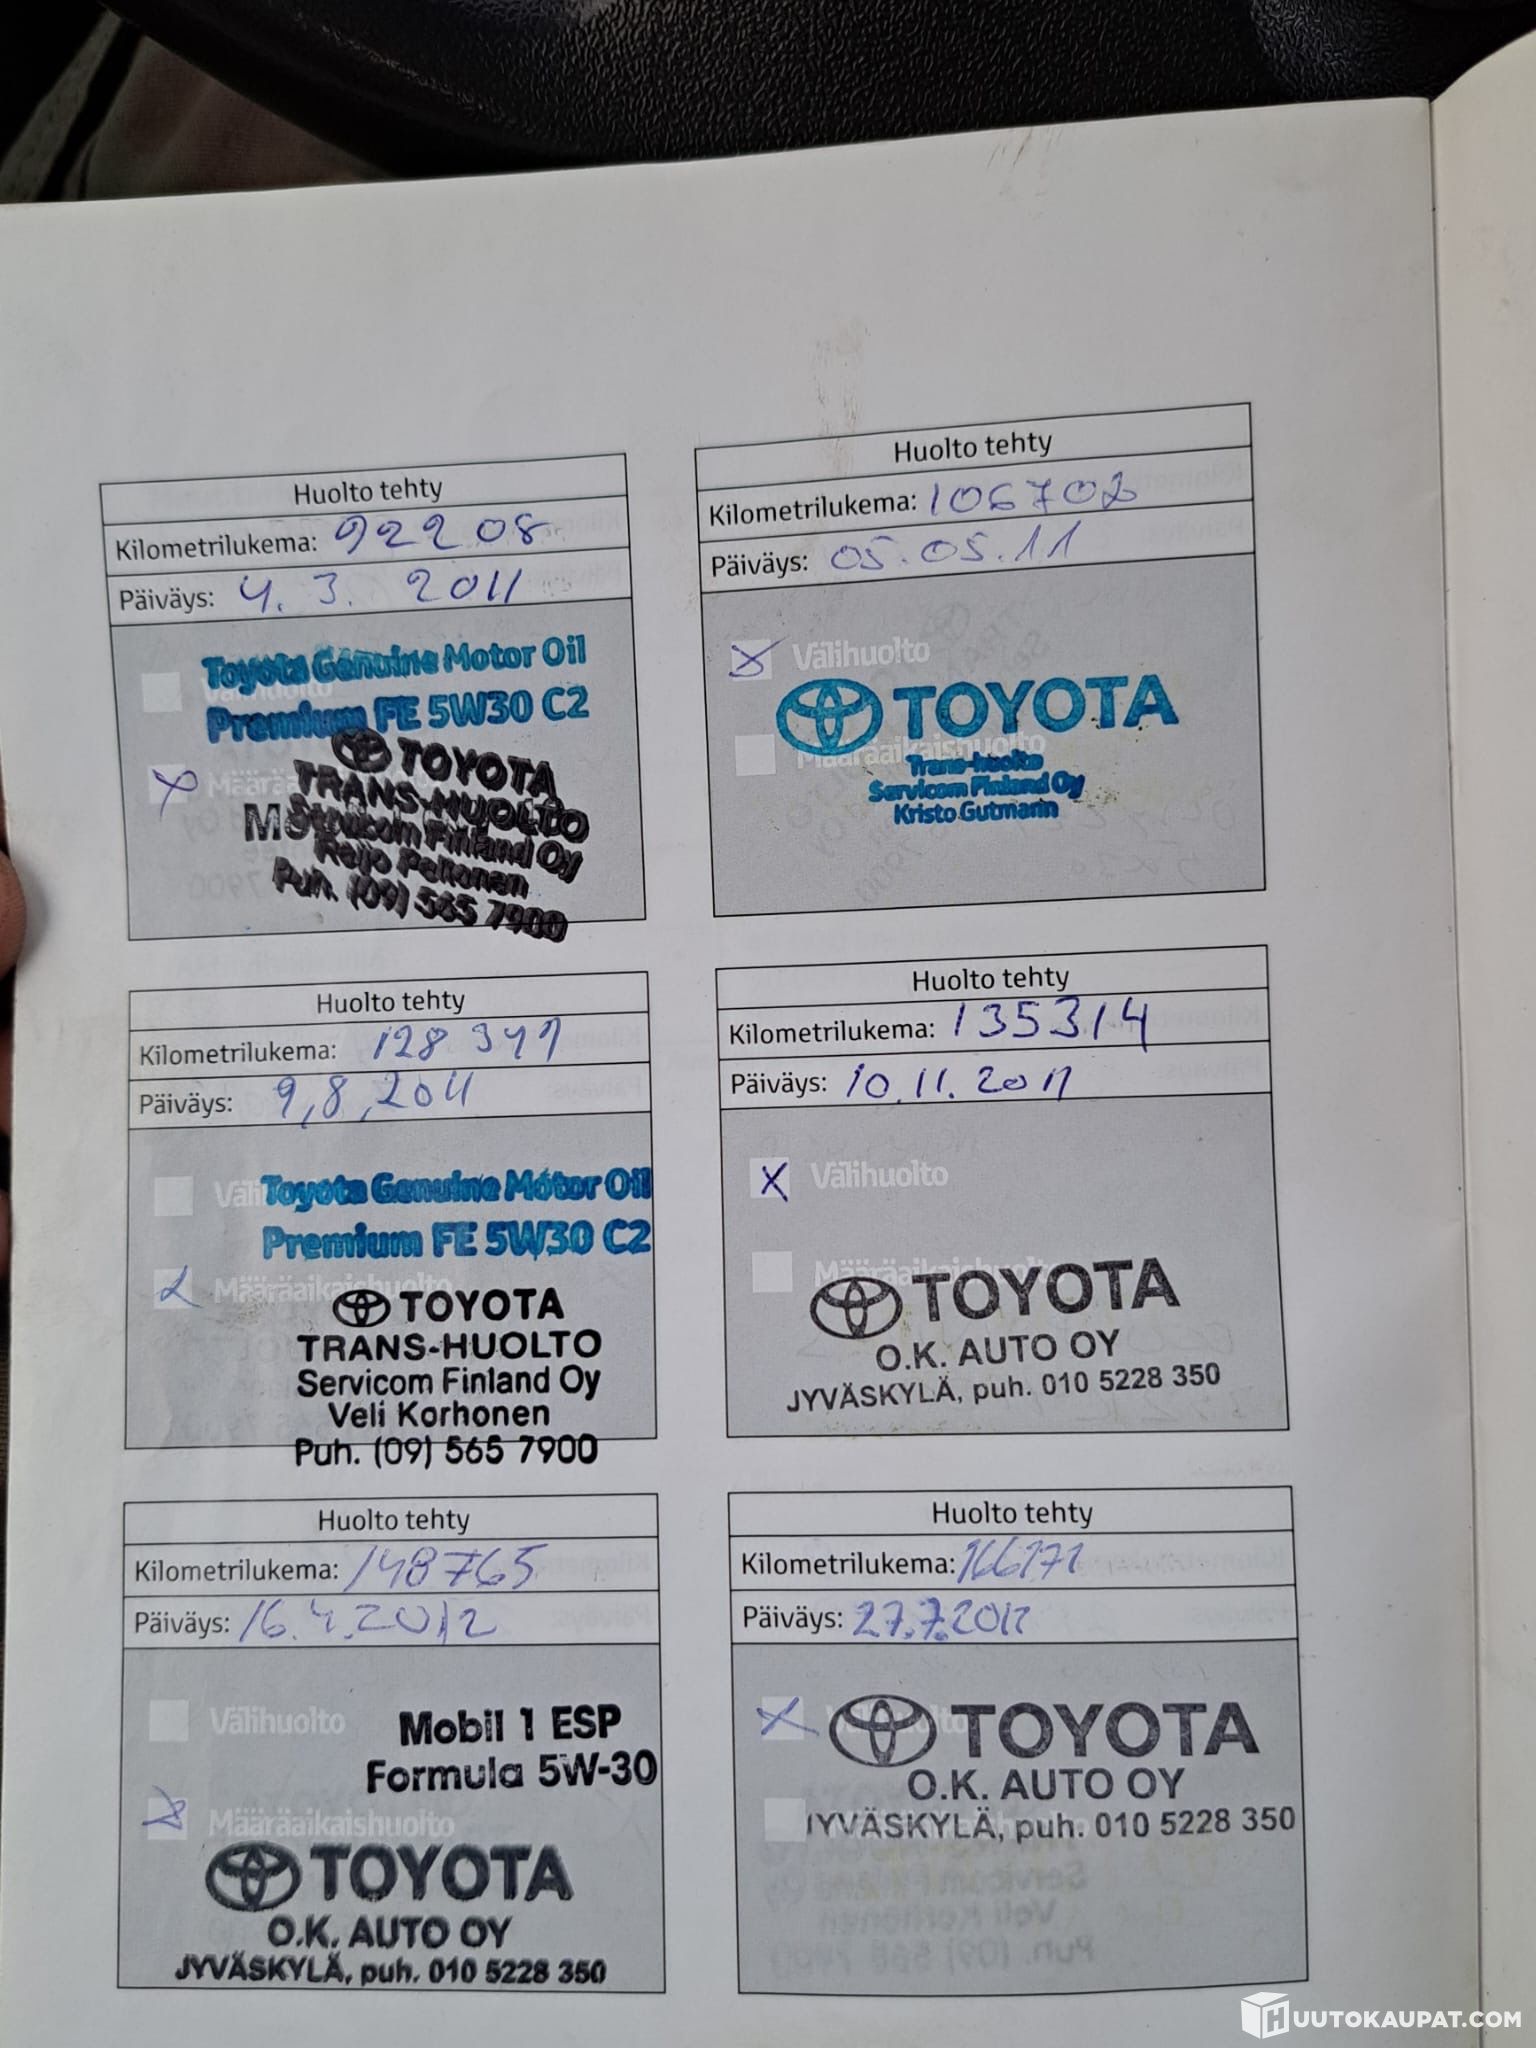 Huolto tehty
Kilometrilukema: 92208
Päiväys: 4.3.2011
Toyota Genuine Motor Oil
Premium FE 5W30 C2
TOYOTA
TRANS-HUOLTO
Servicom Finland Oy
Reijo Pekonen
Puh. (09) 565 7900
Huolto tehty
Kilometrilukema: 106702
Päiväys: 05.05.11
Välihuolto
TOYOTA
Määräaikaishuolto
Trans-huolto
Servicom Finland Oy
Kristo Gutmann
Huolto tehty
Kilometrilukema:
Päiväys: 9,8,2011
Toyota Genuine Motor Oil
Premium FE 5W30 C2
Määräaikaishuolto
TOYOTA
TRANS-HUOLTO
Servicom Finland Oy
Veli Korhonen
Puh. (09) 565 7900
Huolto tehty
Kilometrilukema: 135314
Päiväys: 10.11.2011
Välihuolto
Määräaikaishuolto
TOYOTA
O.K. AUTO OY
JYVÄSKYLÄ, puh. 010 5228 350
Huolto tehty
Kilometrilukema: 148765
Päiväys: 16.4.2012
Välihuolto
Mobil 1 ESP
Formula 5W-30
Määräaikaishuolto
TOYOTA
O.K. AUTO OY
JYVÄSKYLÄ, puh. 010 5228 350
Huolto tehty
Kilometrilukema: 166171
Päiväys: 27.7.2012
Välihuolto
TOYOTA
O.K. AUTO OY
JYVÄSKYLÄ, puh. 010 5228 350
HUUTOKAUPAT.COM